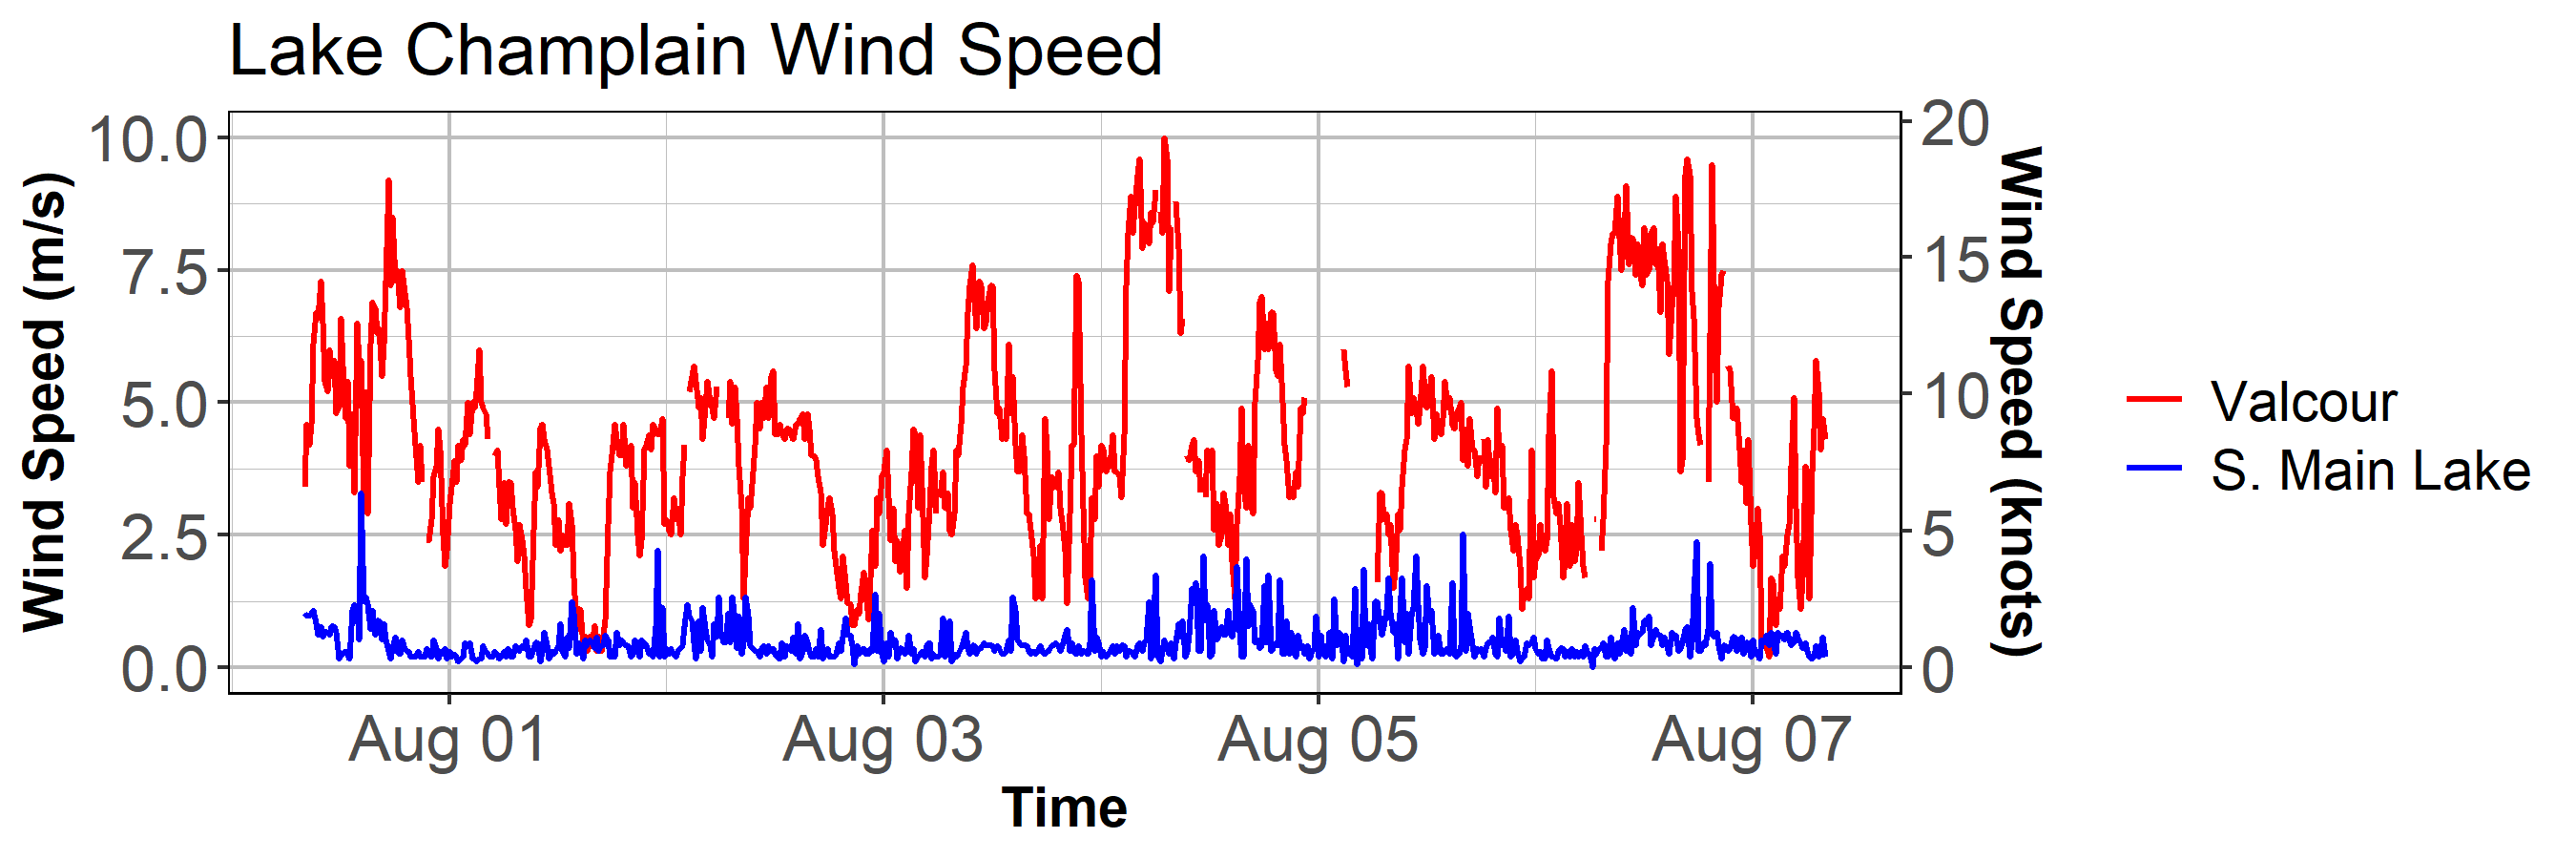 Lake Champlain Wind Speed
Wind Speed (m/s)
10.0
7.5
5.0
2.5
0.0
20
15
10
5
0
Wind Speed (knots)
Aug 01
Aug 03
Aug 05
Aug 07
Time
Valcour
S. Main Lake